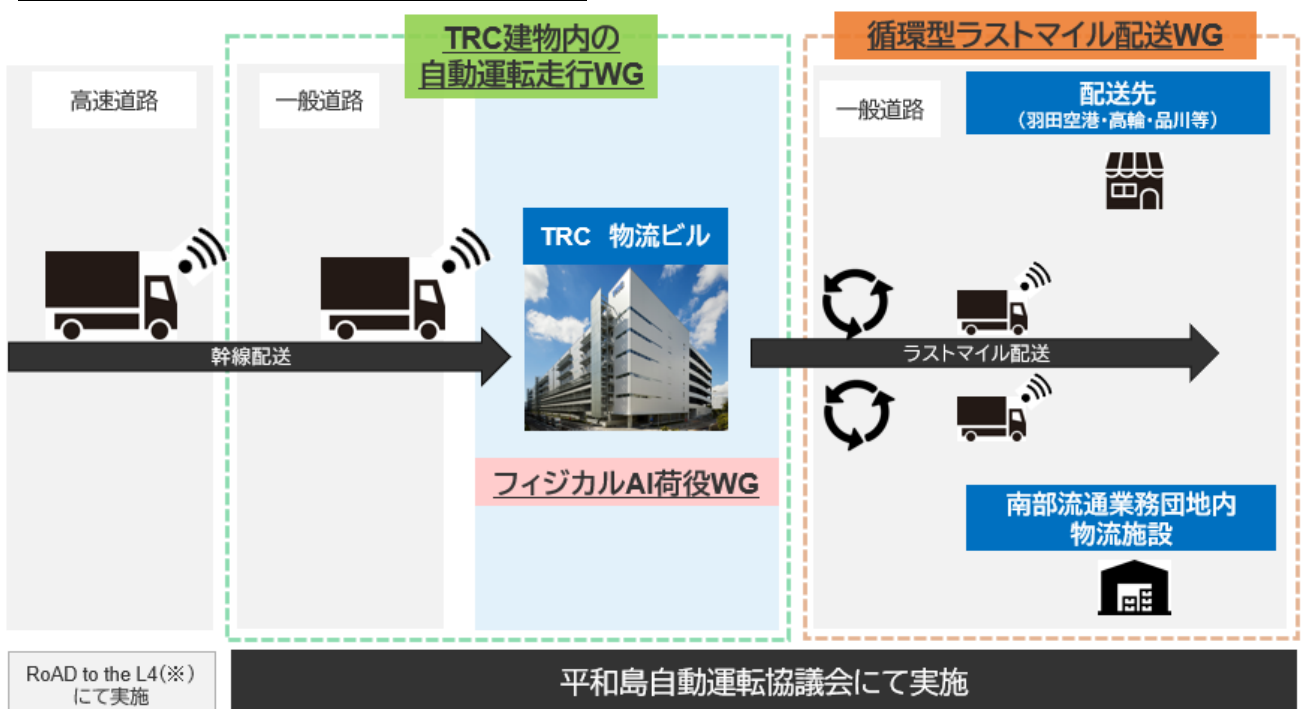 TRC建物内の
自動運転走行WG
循環型ラストマイル配送WG
高速道路
一般道路
一般道路
配送先
（羽田空港・高輪・品川等）
TRC 物流ビル
幹線配送
ラストマイル配送
フィジカルAI荷役WG
南部流通業務団地内
物流施設
RoAD to the L4(※)
にて実施
平和島自動運転協議会にて実施